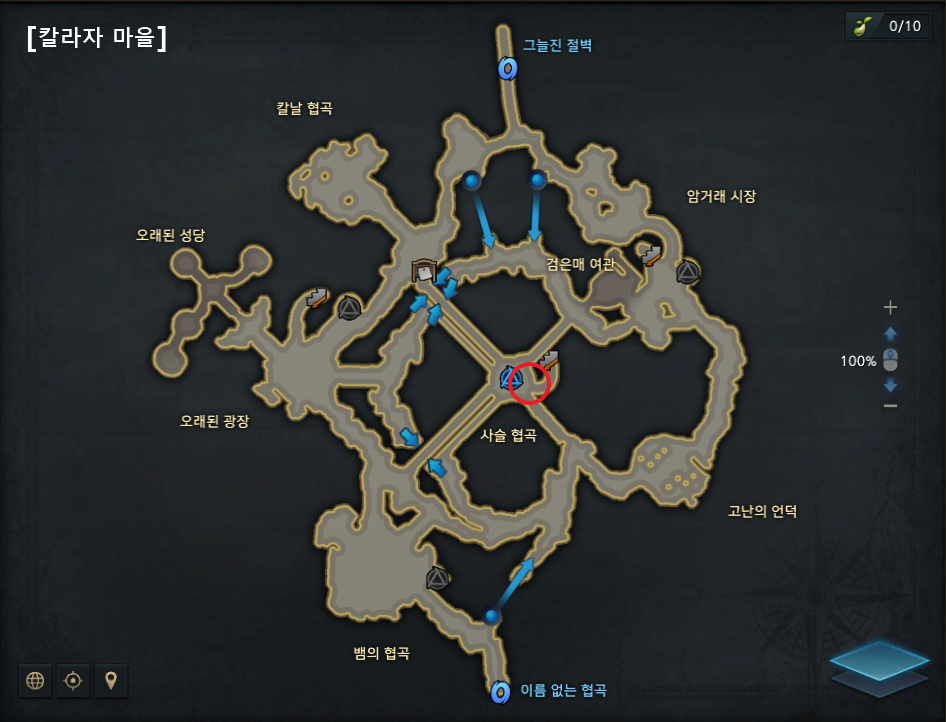 [칼라자 마을]
0/10
그늘진 절벽
칼날 협곡
암거래 시장
오래된 성당
검은매 여관
100%
오래된 광장
사슬 협곡
고난의 언덕
뱀의 협곡
이름 없는 협곡